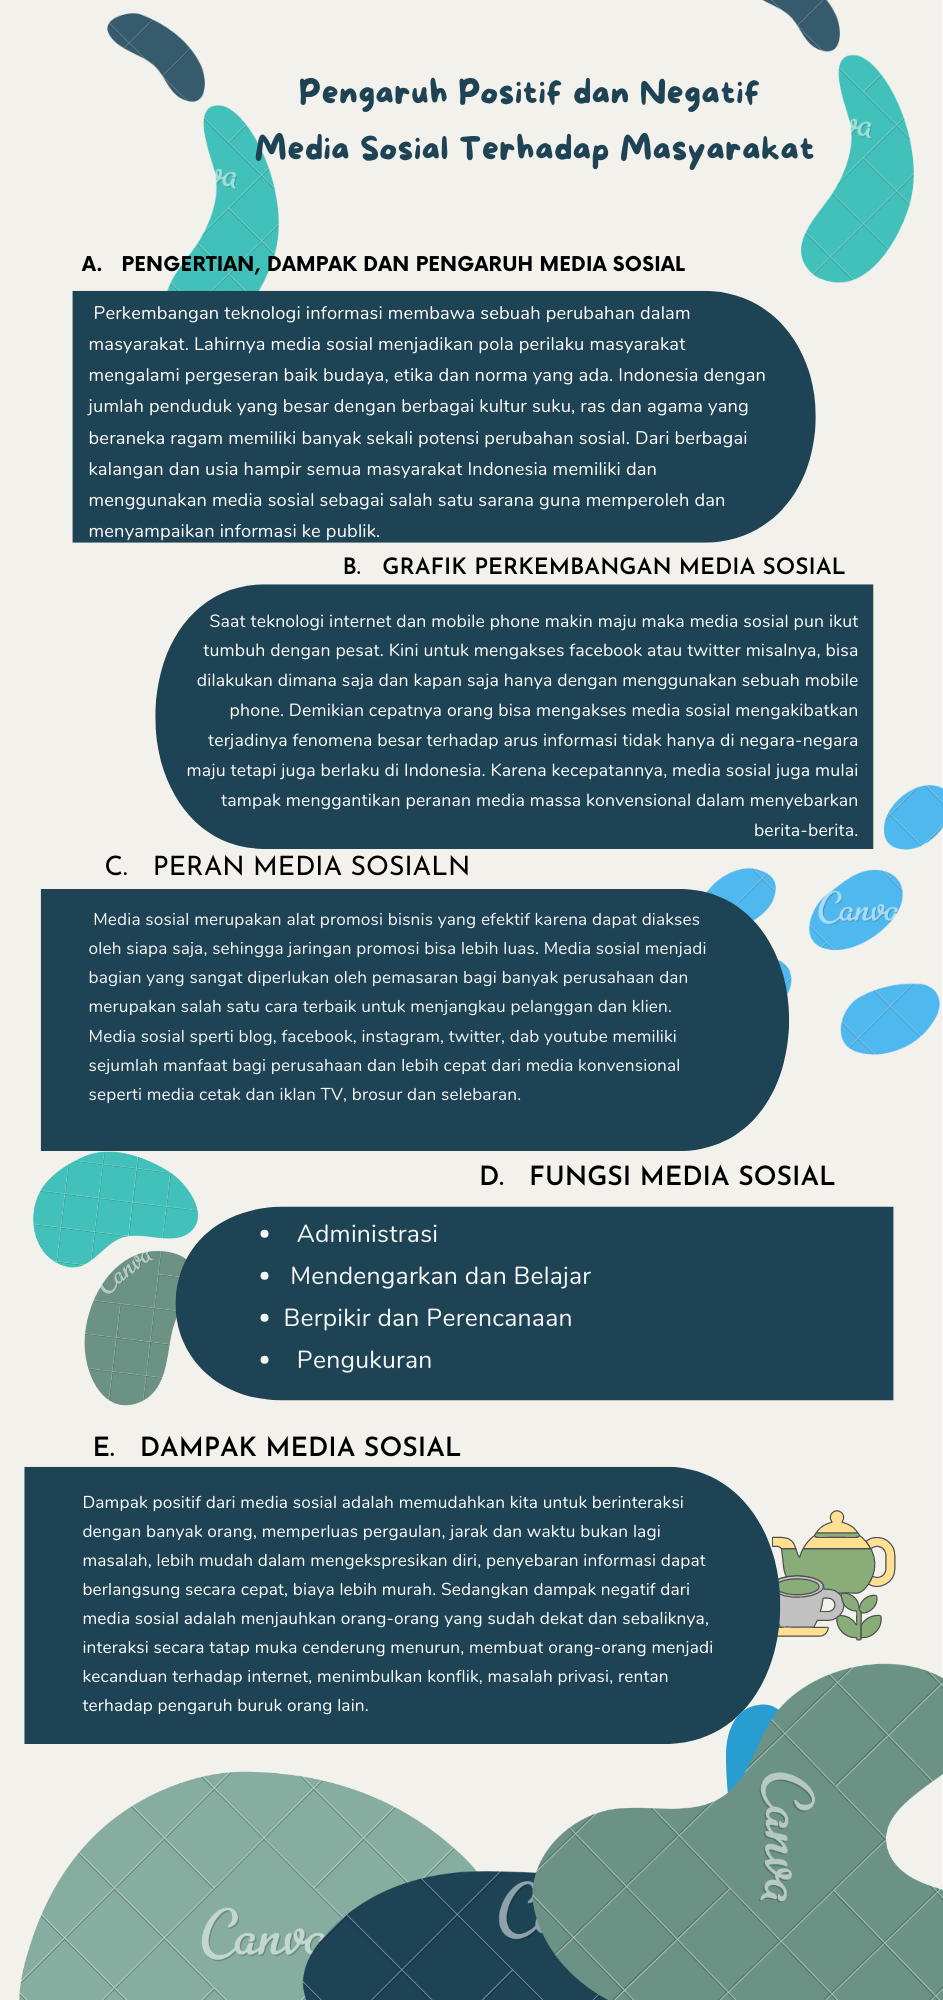 Pengaruh Positif dan Negatif
Media Sosial Terhadap Masyarakat
A. PENGERTIAN, DAMPAK DAN PENGARUH MEDIA SOSIAL
Perkembangan teknologi informasi membawa sebuah perubahan dalam
masyarakat. Lahirnya media sosial menjadikan pola perilaku masyarakat
mengalami pergeseran baik budaya, etika dan norma yang ada. Indonesia dengan
jumlah penduduk yang besar dengan berbagai kultur suku, ras dan agama yang
beraneka ragam memiliki banyak sekali potensi perubahan sosial. Dari berbagai
kalangan dan usia hampir semua masyarakat Indonesia memiliki dan
menggunakan media sosial sebagai salah satu sarana guna memperoleh dan
menyampaikan informasi ke publik.
B. GRAFIK PERKEMBANGAN MEDIA SOSIAL
Saat teknologi internet dan mobile phone makin maju maka media sosial pun ikut
tumbuh dengan pesat. Kini untuk mengakses facebook atau twitter misalnya, bisa
dilakukan dimana saja dan kapan saja hanya dengan menggunakan sebuah mobile
phone. Demikian cepatnya orang bisa mengakses media sosial mengakibatkan
terjadinya fenomena besar terhadap arus informasi tidak hanya di negara-negara
maju tetapi juga berlaku di Indonesia. Karena kecepatannya, media sosial juga mulai
tampak menggantikan peranan media massa konvensional dalam menyebarkan
berita-berita.
C. PERAN MEDIA SOSIALN
Media sosial merupakan alat promosi bisnis yang efektif karena dapat diakses
oleh siapa saja, sehingga jaringan promosi bisa lebih luas. Media sosial menjadi
bagian yang sangat diperlukan oleh pemasaran bagi banyak perusahaan dan
merupakan salah satu cara terbaik untuk menjangkau pelanggan dan klien.
Media sosial sperti blog, facebook, instagram, twitter, dab youtube memiliki
sejumlah manfaat bagi perusahaan dan lebih cepat dari media konvensional
seperti media cetak dan iklan TV, brosur dan selebaran.
Canva
D. FUNGSI MEDIA SOSIAL
• Administrasi
• Mendengarkan dan Belajar
• Berpikir dan Perencanaan
• Pengukuran
Canva
E. DAMPAK MEDIA SOSIAL
Dampak positif dari media sosial adalah memudahkan kita untuk berinteraksi
dengan banyak orang, memperluas pergaulan, jarak dan waktu bukan lagi
masalah, lebih mudah dalam mengekspresikan diri, penyebaran informasi dapat
berlangsung secara cepat, biaya lebih murah. Sedangkan dampak negatif dari
media sosial adalah menjauhkan orang-orang yang sudah dekat dan sebaliknya,
interaksi secara tatap muka cenderung menurun, membuat orang-orang menjadi
kecanduan terhadap internet, menimbulkan konflik, masalah privasi, rentan
terhadap pengaruh buruk orang lain.
Canva
Canva